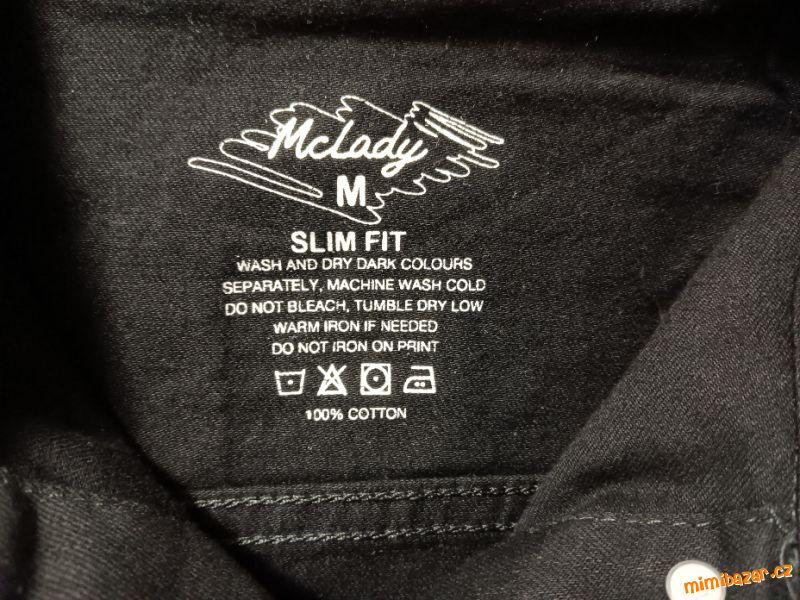 McLady
M
SLIM FIT
WASH AND DRY DARK COLOURS
SEPARATELY, MACHINE WASH COLD
DO NOT BLEACH, TUMBLE DRY LOW
WARM IRON IF NEEDED
DO NOT IRON ON PRINT
100% COTTON
mimibazar.cz